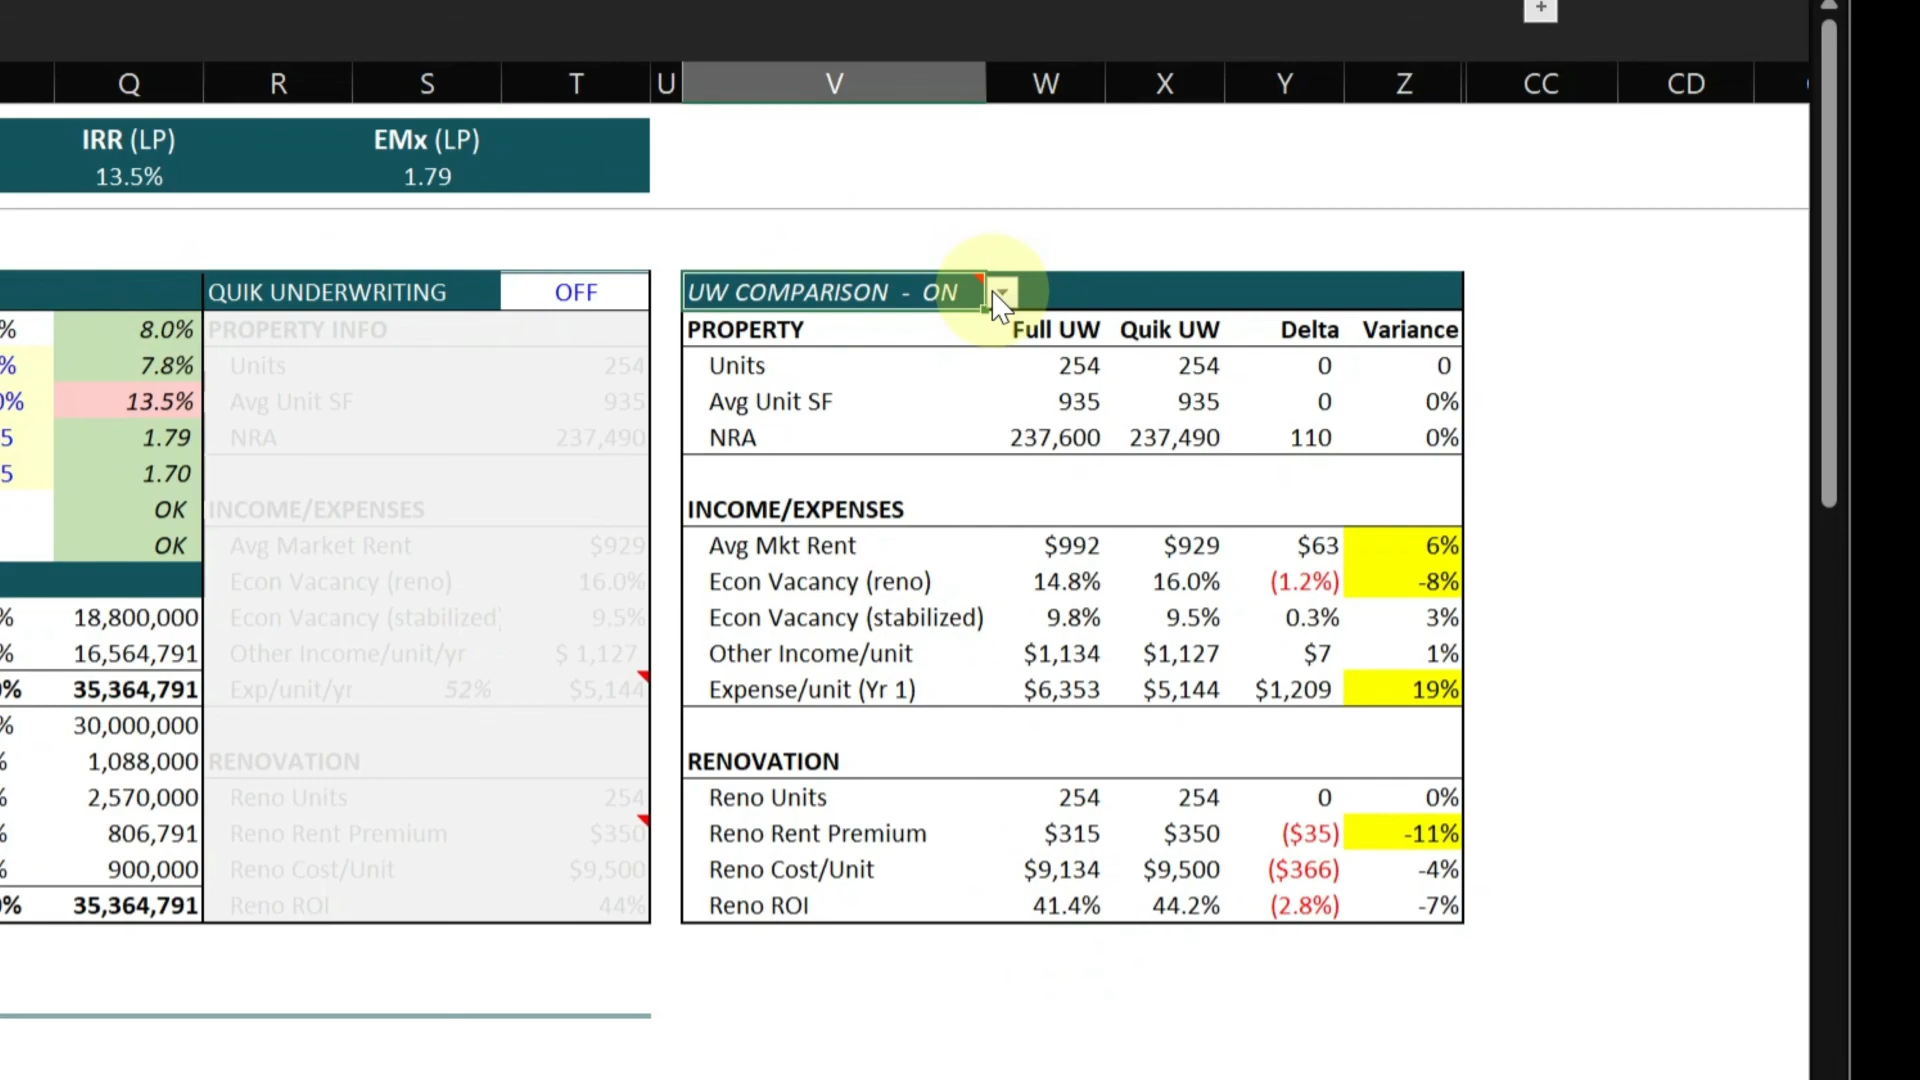 +
Q R S T U V W X Y Z CC CD
IRR (LP) EMx (LP)
13.5% 1.79
QUIK UNDERWRITING OFF UW COMPARISON - ON
% 8.0% PROPERTY INFO PROPERTY Full UW Quik UW Delta Variance
% 7.8% Units 254 Units 254 254 0 0
0% 13.5% Avg Unit SF 935 Avg Unit SF 935 935 0 0%
5 1.79 NRA 237,490 NRA 237,600 237,490 110 0%
5 1.70
OK INCOME/EXPENSES INCOME/EXPENSES
OK Avg Market Rent $929 Avg Mkt Rent $992 $929 $63 6%
Econ Vacancy (reno) 16.0% Econ Vacancy (reno) 14.8% 16.0% (1.2%) -8%
% 18,800,000 Econ Vacancy (stabilized) 9.5% Econ Vacancy (stabilized) 9.8% 9.5% 0.3% 3%
% 16,564,791 Other Income/unit/yr $ 1,127 Other Income/unit $1,134 $1,127 $7 1%
0% 35,364,791 Exp/unit/yr 52% $5,144 Expense/unit (Yr 1) $6,353 $5,144 $1,209 19%
% 30,000,000
% 1,088,000 RENOVATION RENOVATION
% 2,570,000 Reno Units 254 Reno Units 254 254 0 0%
% 806,791 Reno Rent Premium $350 Reno Rent Premium $315 $350 ($35) -11%
% 900,000 Reno Cost/Unit $9,500 Reno Cost/Unit $9,134 $9,500 ($366) -4%
0% 35,364,791 Reno ROI 44% Reno ROI 41.4% 44.2% (2.8%) -7%